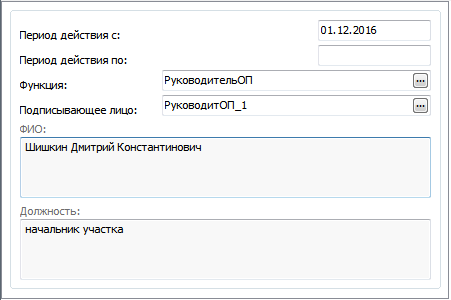 Период действия с: 01.12.2016
Период действия по:
Функция: РуководительОП ...
Подписывающее лицо: РуководитОП_1 ...
ФИО:
Шишкин Дмитрий Константинович
Должность:
начальник участка